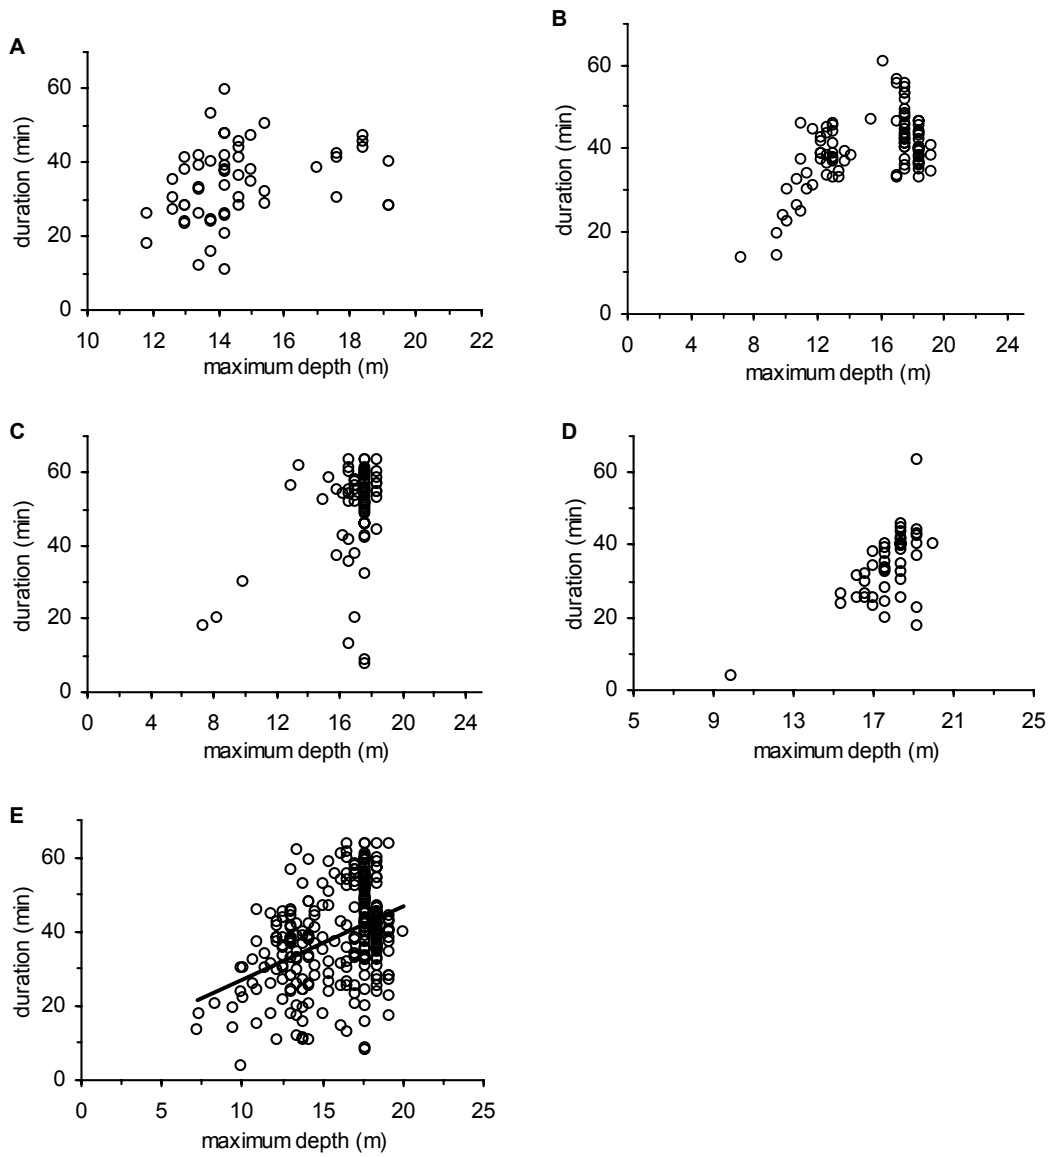 A
60
40
20
0
duration (min)
10 12 14 16 18 20 22
maximum depth (m)
B
60
40
20
0
duration (min)
0 4 8 12 16 20 24
maximum depth (m)
C
60
40
20
0
duration (min)
0 4 8 12 16 20 24
maximum depth (m)
D
60
40
20
0
duration (min)
5 9 13 17 21 25
maximum depth (m)
E
60
40
20
0
duration (min)
0 5 10 15 20 25
maximum depth (m)